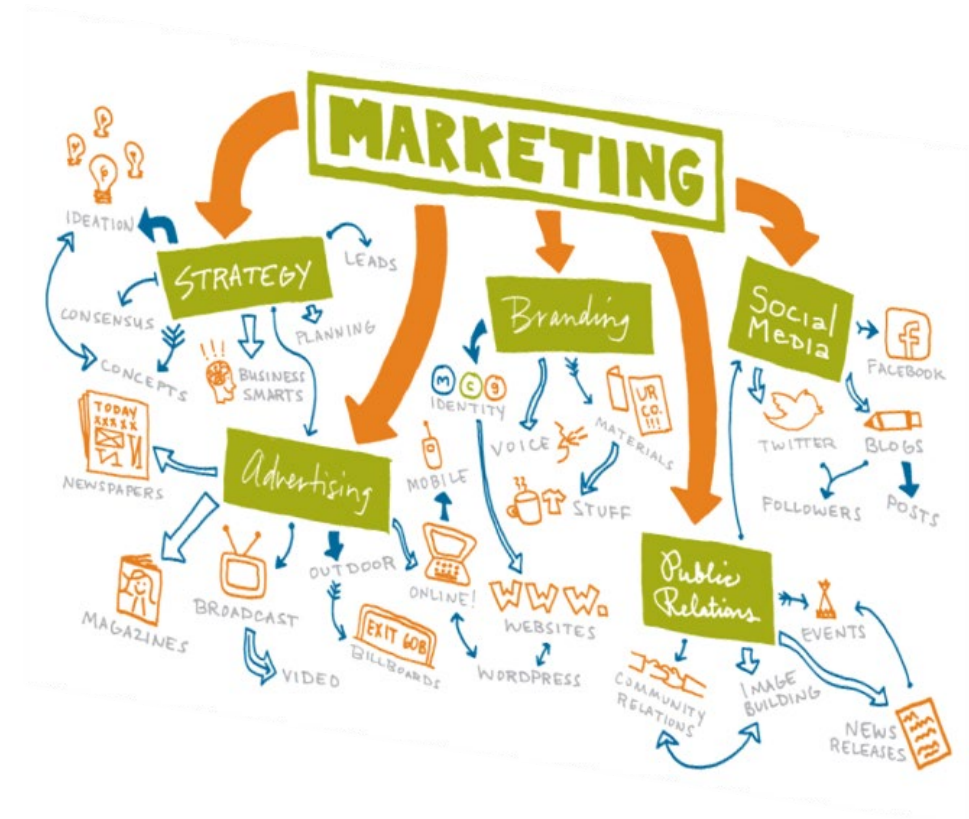 MARKETING
IDEATION
STRATEGY
LEADS
CONSENSUS
PLANNING
CONCEPTS
!!!
BUSINESS
SMARTS
Branding
m c g
IDENTITY
VOICE
UR
CO.
!!!
MATERIALS
STUFF
SOCIAL
MEDIA
f
FACEBOOK
TWITTER
BLOGS
FOLLOWERS
POSTS
TODAY
XXXXX
NEWSPAPERS
Advertising
MOBILE
MAGAZINES
BROADCAST
VIDEO
OUTDOOR
EXIT 60B
BILLBOARDS
ONLINE!
WWW.
WEBSITES
WORDPRESS
Public
Relations
EVENTS
COMMUNITY
RELATIONS
IMAGE
BUILDING
NEWS
RELEASES